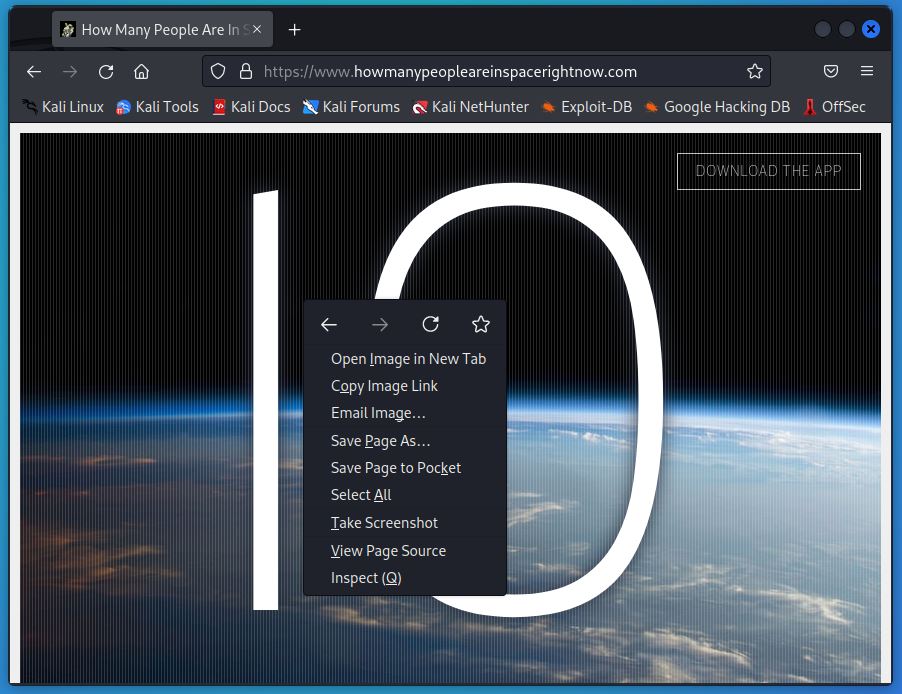 How Many People Are In S
https://www.howmanypeopleareinspacerightnow.com
Kali Linux Kali Tools Kali Docs Kali Forums Kali NetHunter Exploit-DB Google Hacking DB OffSec
DOWNLOAD THE APP
10
Open Image in New Tab
Copy Image Link
Email Image…
Save Page As…
Save Page to Pocket
Select All
Take Screenshot
View Page Source
Inspect (Q)